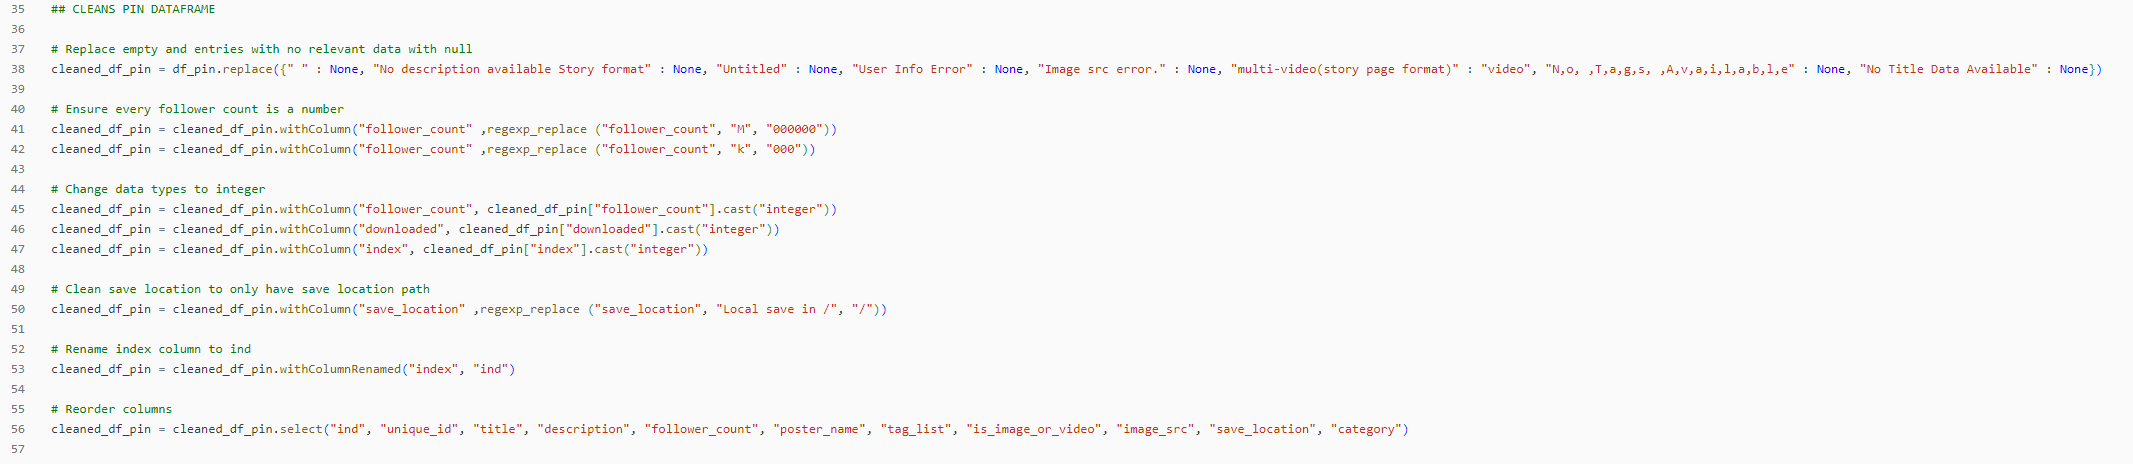 35 ## CLEANS PIN DATAFRAME
36
37 # Replace empty and entries with no relevant data with null
38 cleaned_df_pin = df_pin.replace({" " : None, "No description available Story format" : None, "Untitled" : None, "User Info Error" : None, "Image src error." : None, "multi-video(story page format)" : "video", "N,o, ,T,a,g,s, ,A,v,a,i,l,a,b,l,e" : None, "No Title Data Available" : None})
39
40 # Ensure every follower count is a number
41 cleaned_df_pin = cleaned_df_pin.withColumn("follower_count" ,regexp_replace ("follower_count", "M", "000000"))
42 cleaned_df_pin = cleaned_df_pin.withColumn("follower_count" ,regexp_replace ("follower_count", "k", "000"))
43
44 # Change data types to integer
45 cleaned_df_pin = cleaned_df_pin.withColumn("follower_count", cleaned_df_pin["follower_count"].cast("integer"))
46 cleaned_df_pin = cleaned_df_pin.withColumn("downloaded", cleaned_df_pin["downloaded"].cast("integer"))
47 cleaned_df_pin = cleaned_df_pin.withColumn("index", cleaned_df_pin["index"].cast("integer"))
48
49 # Clean save location to only have save location path
50 cleaned_df_pin = cleaned_df_pin.withColumn("save_location" ,regexp_replace ("save_location", "Local save in /", "/"))
51
52 # Rename index column to ind
53 cleaned_df_pin = cleaned_df_pin.withColumnRenamed("index", "ind")
54
55 # Reorder columns
56 cleaned_df_pin = cleaned_df_pin.select("ind", "unique_id", "title", "description", "follower_count", "poster_name", "tag_list", "is_image_or_video", "image_src", "save_location", "category")
57